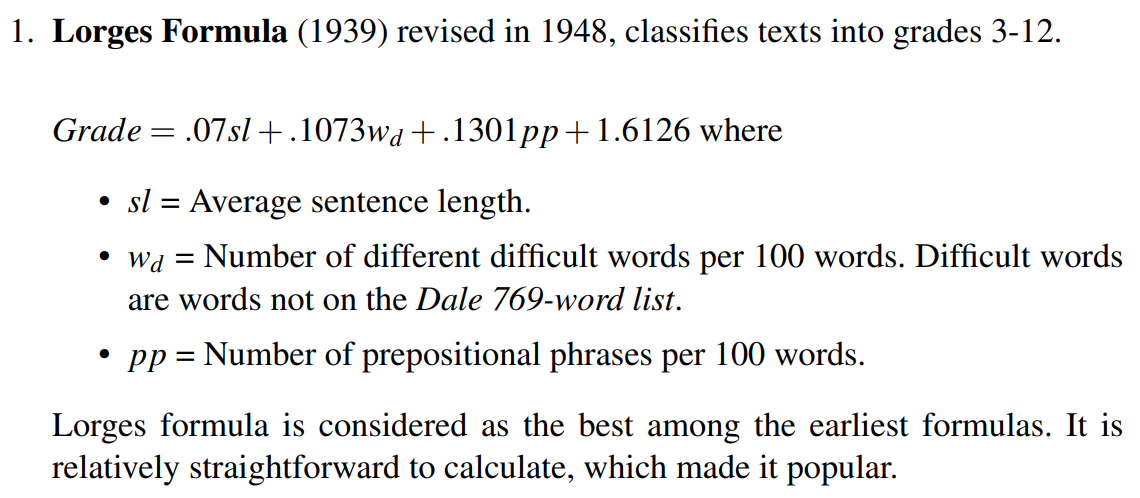 1. Lorges Formula (1939) revised in 1948, classifies texts into grades 3-12.
Grade = .07sl + .1073w_d + .1301pp + 1.6126 where
• sl = Average sentence length.
• w_d = Number of different difficult words per 100 words. Difficult words
are words not on the Dale 769-word list.
• pp = Number of prepositional phrases per 100 words.
Lorges formula is considered as the best among the earliest formulas. It is
relatively straightforward to calculate, which made it popular.